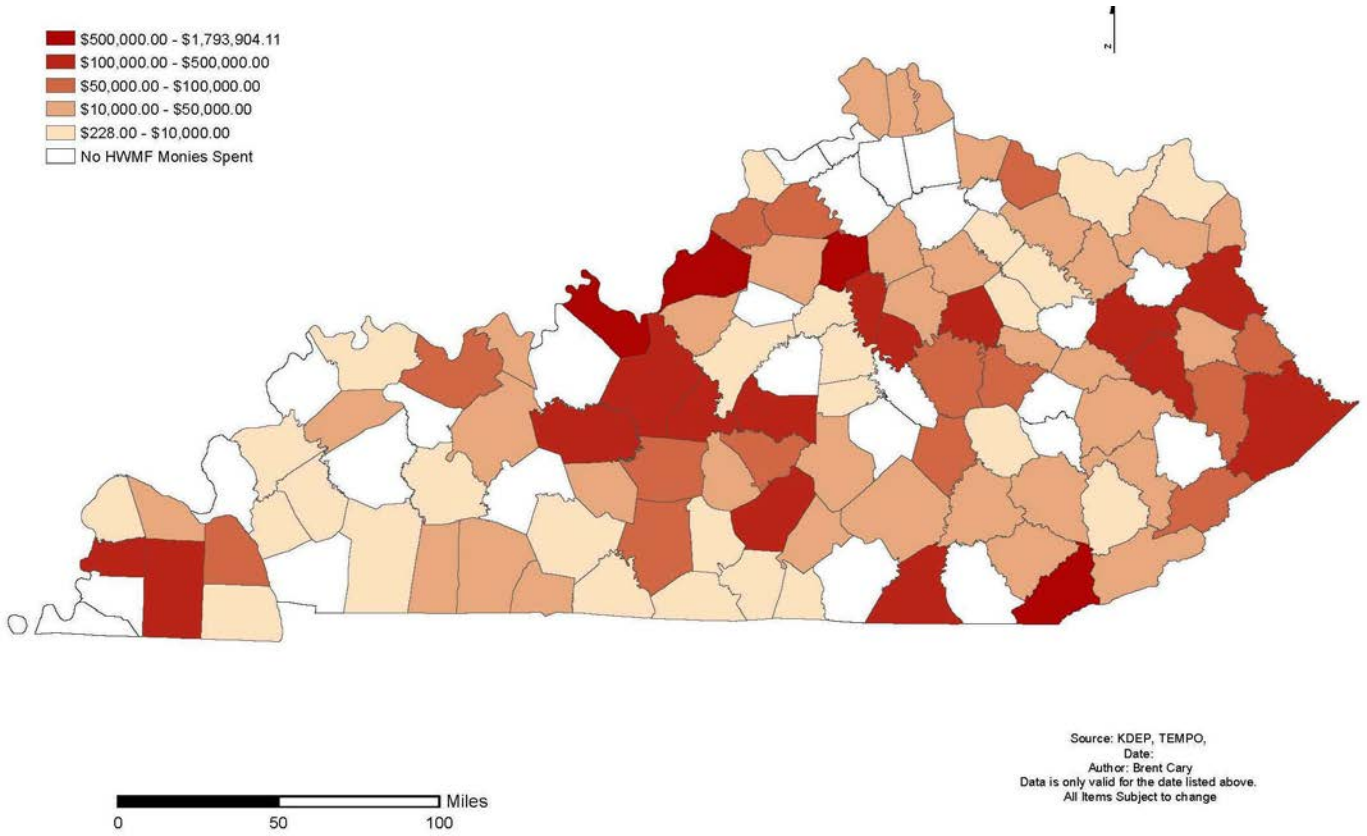 $500,000.00 - $1,793,904.11
$100,000.00 - $500,000.00
$50,000.00 - $100,000.00
$10,000.00 - $50,000.00
$228.00 - $10,000.00
No HWMF Monies Spent
N
Source: KDEP, TEMPO,
Date:
Author: Brent Cary
Data is only valid for the date listed above.
All Items Subject to change
Miles
0 50 100